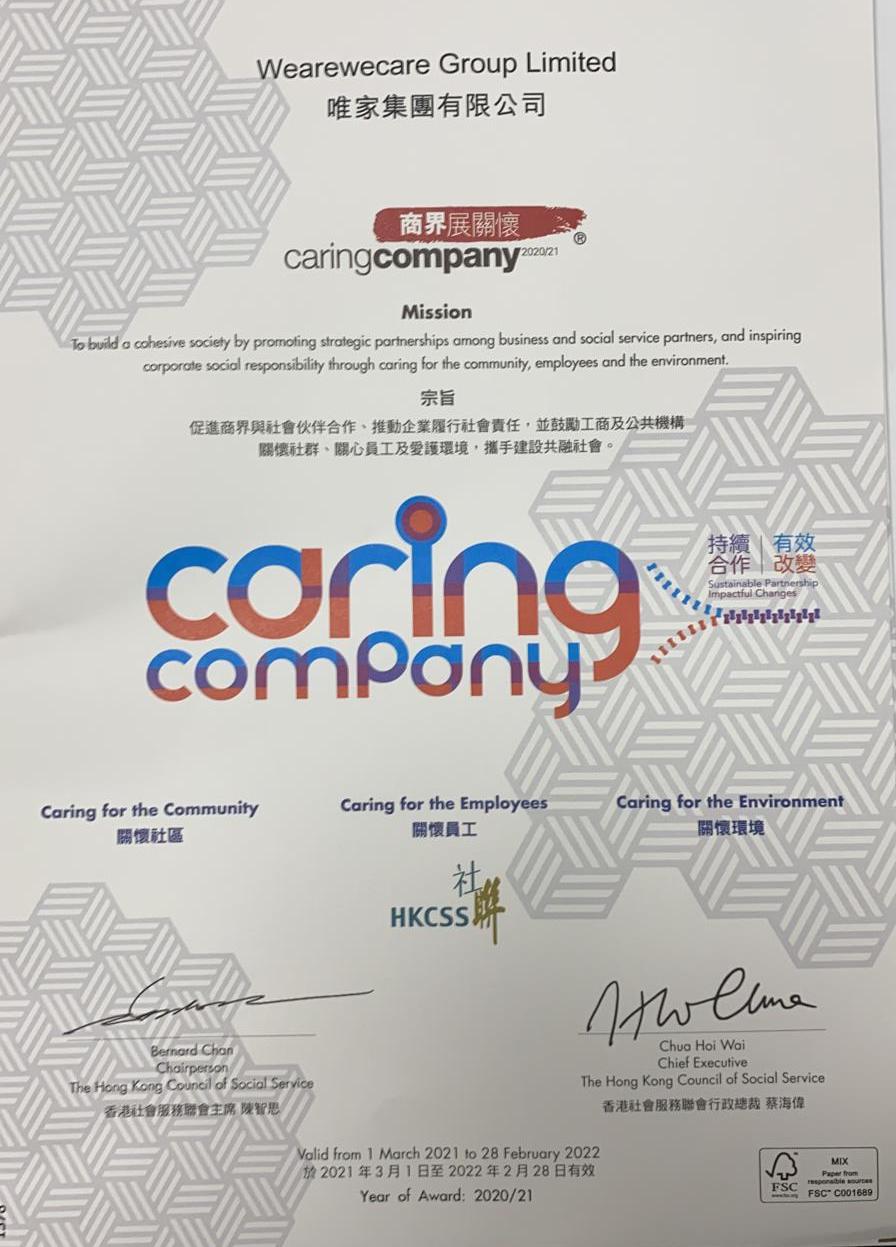 Wearewecare Group Limited
唯家集團有限公司
商界展關懷
caringcompany 2020/21 ®
Mission
To build a cohesive society by promoting strategic partnerships among business and social service partners, and inspiring
corporate social responsibility through caring for the community, employees and the environment.
宗旨
促進商界與社會伙伴合作、推動企業履行社會責任，並鼓勵工商及公共機構
關懷社群、關心員工及愛護環境，攜手建設共融社會。
caring
company
持續 | 有效
合作 | 改變
Sustainable Partnership
Impactful Changes
Caring for the Community
關懷社區
Caring for the Employees
關懷員工
Caring for the Environment
關懷環境
HKCSS 社聯
Bernard Chan
Chairperson
The Hong Kong Council of Social Service
香港社會服務聯會主席 陳智思
Chua Hoi Wai
Chief Executive
The Hong Kong Council of Social Service
香港社會服務聯會行政總裁 蔡海偉
Valid from 1 March 2021 to 28 February 2022
於 2021 年 3 月 1 日至 2022 年 2 月 28 日有效
Year of Award: 2020/21
FSC
www.fsc.org
MIX
Paper from
responsible sources
FSC™ C001689